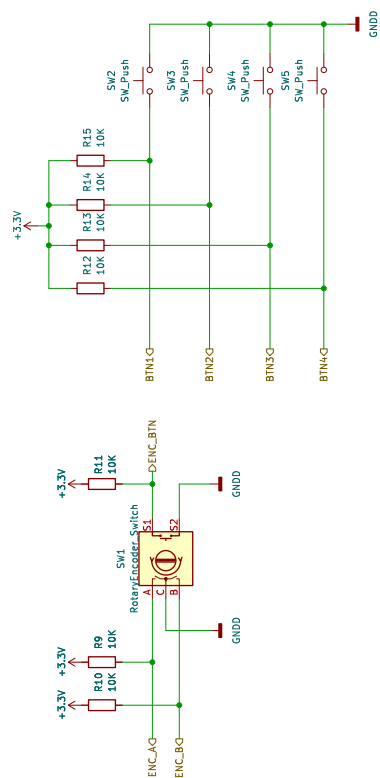 GNDD
SW2
SW_Push
SW3
SW_Push
SW4
SW_Push
SW5
SW_Push
R15
10K
R14
10K
+3.3V
R13
10K
R12
10K
BTN1
BTN2
BTN3
BTN4
ENC_BTN
R11
10K
+3.3V
GNDD
S1
S2
SW1
RotaryEncoder_Switch
A
C
B
GNDD
R9
10K
+3.3V
R10
10K
+3.3V
ENC_A
ENC_B